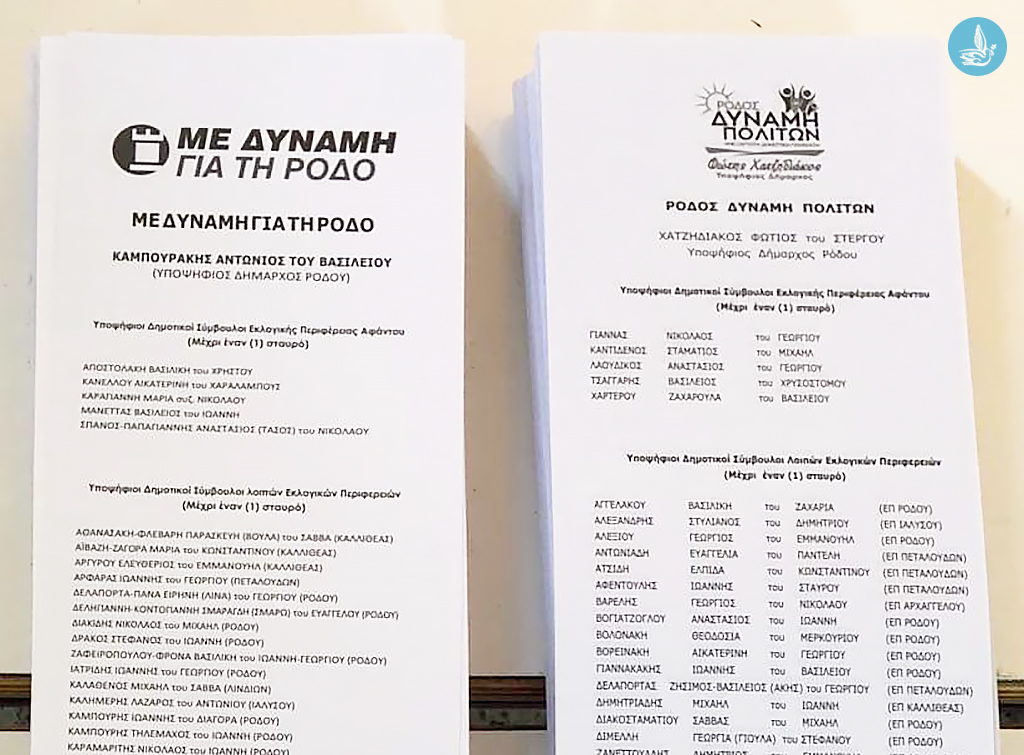 ΜΕ ΔΥΝΑΜΗ
ΓΙΑ ΤΗ ΡΟΔΟ
ΜΕ ΔΥΝΑΜΗ ΓΙΑ ΤΗ ΡΟΔΟ
ΚΑΜΠΟΥΡΑΚΗΣ ΑΝΤΩΝΙΟΣ ΤΟΥ ΒΑΣΙΛΕΙΟΥ
(ΥΠΟΨΗΦΙΟΣ ΔΗΜΑΡΧΟΣ ΡΟΔΟΥ)
Υποψήφιοι Δημοτικοί Σύμβουλοι Εκλογικής Περιφέρειας Αφάντου
(Μέχρι έναν (1) σταυρό)
ΑΠΟΣΤΟΛΑΚΗ ΒΑΣΙΛΙΚΗ του ΧΡΗΣΤΟΥ
ΚΑΝΕΛΛΟΥ ΑΙΚΑΤΕΡΙΝΗ του ΧΑΡΑΛΑΜΠΟΥΣ
ΚΑΡΑΓΙΑΝΝΗ ΜΑΡΙΑ συζ. ΝΙΚΟΛΑΟΥ
ΜΑΝΕΤΤΑΣ ΒΑΣΙΛΕΙΟΣ του ΙΩΑΝΝΗ
ΣΠΑΝΟΣ-ΠΑΠΑΓΙΑΝΝΗΣ ΑΝΑΣΤΑΣΙΟΣ (ΤΑΣΟΣ) του ΝΙΚΟΛΑΟΥ
Υποψήφιοι Δημοτικοί Σύμβουλοι λοιπών Εκλογικών Περιφερειών
(Μέχρι έναν (1) σταυρό)
ΑΘΑΝΑΣΑΚΗ-ΦΛΕΒΑΡΗ ΠΑΡΑΣΚΕΥΗ (ΒΟΥΛΑ) του ΣΑΒΒΑ (ΚΑΛΛΙΘΕΑΣ)
ΑΪΒΑΖΗ-ΖΑΓΟΡΑ ΜΑΡΙΑ του ΚΩΝΣΤΑΝΤΙΝΟΥ (ΚΑΛΛΙΘΕΑΣ)
ΑΡΓΥΡΟΥ ΕΛΕΥΘΕΡΙΟΣ του ΕΜΜΑΝΟΥΗΛ (ΚΑΛΛΙΘΕΑΣ)
ΑΡΦΑΡΑΣ ΙΩΑΝΝΗΣ του ΓΕΩΡΓΙΟΥ (ΠΕΤΑΛΟΥΔΩΝ)
ΔΕΛΑΠΟΡΤΑ-ΠΑΝΑ ΕΙΡΗΝΗ (ΛΙΝΑ) του ΓΕΩΡΓΙΟΥ (ΡΟΔΟΥ)
ΔΕΛΗΓΙΑΝΝΗ-ΚΟΝΤΟΓΙΑΝΝΗ ΣΜΑΡΑΓΔΗ (ΣΜΑΡΩ) του ΕΥΑΓΓΕΛΟΥ (ΡΟΔΟΥ)
ΔΙΑΚΙΔΗΣ ΝΙΚΟΛΑΟΣ του ΜΙΧΑΗΛ (ΡΟΔΟΥ)
ΔΡΑΚΟΣ ΣΤΕΦΑΝΟΣ του ΙΩΑΝΝΗ (ΡΟΔΟΥ)
ΖΑΦΕΙΡΟΠΟΥΛΟΥ-ΦΡΟΝΑ ΒΑΣΙΛΙΚΗ του ΙΩΑΝΝΗ-ΓΕΩΡΓΙΟΥ (ΡΟΔΟΥ)
ΙΑΤΡΙΔΗΣ ΙΩΑΝΝΗΣ του ΓΕΩΡΓΙΟΥ (ΡΟΔΟΥ)
ΚΑΛΑΘΕΝΟΣ ΜΙΧΑΗΛ του ΣΑΒΒΑ (ΛΙΝΔΙΩΝ)
ΚΑΛΗΜΕΡΗΣ ΛΑΖΑΡΟΣ του ΑΝΤΩΝΙΟΥ (ΙΑΛΥΣΟΥ)
ΚΑΜΠΟΥΡΗΣ ΙΩΑΝΝΗΣ του ΔΙΑΓΟΡΑ (ΡΟΔΟΥ)
ΚΑΜΠΟΥΡΗΣ ΤΗΛΕΜΑΧΟΣ του ΙΩΑΝΝΗ (ΡΟΔΟΥ)
ΚΑΡΑΜΑΡΙΤΗΣ ΝΙΚΟΛΑΟΣ του ΙΩΑΝΝΗ (ΡΟΔΟΥ)
ΡΟΔΟΣ
ΔΥΝΑΜΗ
ΠΟΛΙΤΩΝ
Φώτης Χατζηδιάκος
Υποψήφιος Δήμαρχος
ΡΟΔΟΣ ΔΥΝΑΜΗ ΠΟΛΙΤΩΝ
ΧΑΤΖΗΔΙΑΚΟΣ ΦΩΤΙΟΣ του ΣΤΕΡΓΟΥ
Υποψήφιος Δήμαρχος Ρόδου
Υποψήφιοι Δημοτικοί Σύμβουλοι Εκλογικής Περιφέρειας Αφάντου
(Μέχρι έναν (1) σταυρό)
ΓΙΑΝΝΑΣ ΝΙΚΟΛΑΟΣ του ΓΕΩΡΓΙΟΥ
ΚΑΝΤΙΔΕΝΟΣ ΣΤΑΜΑΤΙΟΣ του ΜΙΧΑΗΛ
ΛΑΟΥΔΙΚΟΣ ΑΝΑΣΤΑΣΙΟΣ του ΓΕΩΡΓΙΟΥ
ΤΣΑΓΓΑΡΗΣ ΒΑΣΙΛΕΙΟΣ του ΧΡΥΣΟΣΤΟΜΟΥ
ΧΑΡΤΕΡΟΥ ΖΑΧΑΡΟΥΛΑ του ΒΑΣΙΛΕΙΟΥ
Υποψήφιοι Δημοτικοί Σύμβουλοι Λοιπών Εκλογικών Περιφερειών
(Μέχρι έναν (1) σταυρό)
ΑΓΓΕΛΑΚΟΥ ΒΑΣΙΛΙΚΗ του ΖΑΧΑΡΙΑ (ΕΠ ΡΟΔΟΥ)
ΑΛΕΞΑΝΔΡΗΣ ΣΤΥΛΙΑΝΟΣ του ΔΗΜΗΤΡΙΟΥ (ΕΠ ΙΑΛΥΣΟΥ)
ΑΛΕΞΙΟΥ ΓΕΩΡΓΙΟΣ του ΕΜΜΑΝΟΥΗΛ (ΕΠ ΡΟΔΟΥ)
ΑΝΤΩΝΙΑΔΗ ΕΥΑΓΓΕΛΙΑ του ΠΑΝΤΕΛΗ (ΕΠ ΠΕΤΑΛΟΥΔΩΝ)
ΑΤΣΙΔΗ ΕΛΠΙΔΑ του ΚΩΝΣΤΑΝΤΙΝΟΥ (ΕΠ ΠΕΤΑΛΟΥΔΩΝ)
ΑΦΕΝΤΟΥΛΗΣ ΙΩΑΝΝΗΣ του ΣΤΑΥΡΟΥ (ΕΠ ΠΕΤΑΛΟΥΔΩΝ)
ΒΑΡΕΛΗΣ ΓΕΩΡΓΙΟΣ του ΝΙΚΟΛΑΟΥ (ΕΠ ΑΡΧΑΓΓΕΛΟΥ)
ΒΟΓΙΑΤΖΟΓΛΟΥ ΑΝΑΣΤΑΣΙΟΣ του ΙΩΑΝΝΗ (ΕΠ ΡΟΔΟΥ)
ΒΟΛΟΝΑΚΗ ΘΕΟΔΟΣΙΑ του ΜΕΡΚΟΥΡΙΟΥ (ΕΠ ΡΟΔΟΥ)
ΒΟΡΕΙΝΑΚΗ ΑΙΚΑΤΕΡΙΝΗ του ΓΕΩΡΓΙΟΥ (ΕΠ ΡΟΔΟΥ)
ΓΙΑΝΝΑΚΑΚΗΣ ΙΩΑΝΝΗΣ του ΒΑΣΙΛΕΙΟΥ (ΕΠ ΡΟΔΟΥ)
ΔΕΛΑΠΟΡΤΑΣ ΖΗΣΙΜΟΣ-ΒΑΣΙΛΕΙΟΣ (ΑΚΗΣ) του ΓΕΩΡΓΙΟΥ (ΕΠ ΠΕΤΑΛΟΥΔΩΝ)
ΔΗΜΗΤΡΙΑΔΗΣ ΜΙΧΑΗΛ του ΙΩΑΝΝΗ (ΕΠ ΚΑΛΛΙΘΕΑΣ)
ΔΙΑΚΟΣΤΑΜΑΤΙΟΥ ΣΑΒΒΑΣ του ΜΙΧΑΗΛ (ΕΠ ΡΟΔΟΥ)
ΔΙΜΕΛΛΗ ΓΕΩΡΓΙΑ (ΓΙΟΥΛΑ) του ΣΤΕΦΑΝΟΥ (ΕΠ ΡΟΔΟΥ)